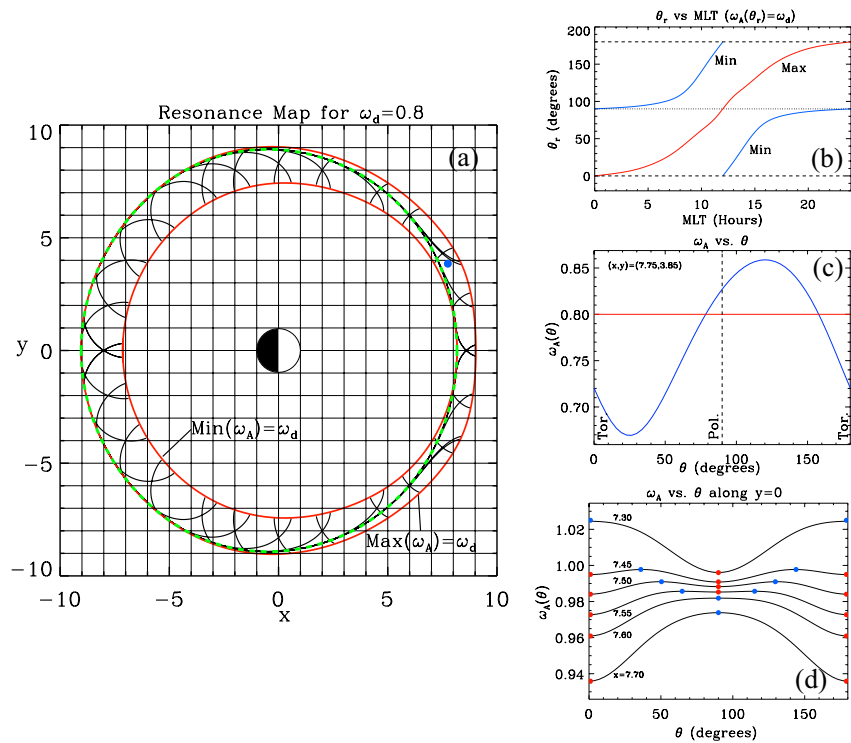 Resonance Map for ω_d=0.8
(a)
10
5
0
−5
−10
y
−10
−5
0
5
10
x
Min(ω_A)=ω_d
Max(ω_A)=ω_d
θ_r vs MLT (ω_A(θ_r)=ω_d)
200
150
100
50
0
θ_r (degrees)
Min
Max
Min
(b)
0
5
10
15
20
MLT (Hours)
ω_A vs. θ
(x,y)=(7.75,3.85)
(c)
0.85
0.80
0.75
0.70
ω_A(θ)
Tor.
Pol.
Tor.
0
50
100
150
θ (degrees)
ω_A vs. θ along y=0
7.30
7.45
7.50
7.55
7.60
x=7.70
(d)
1.02
1.00
0.98
0.96
0.94
ω_A(θ)
0
50
100
150
θ (degrees)